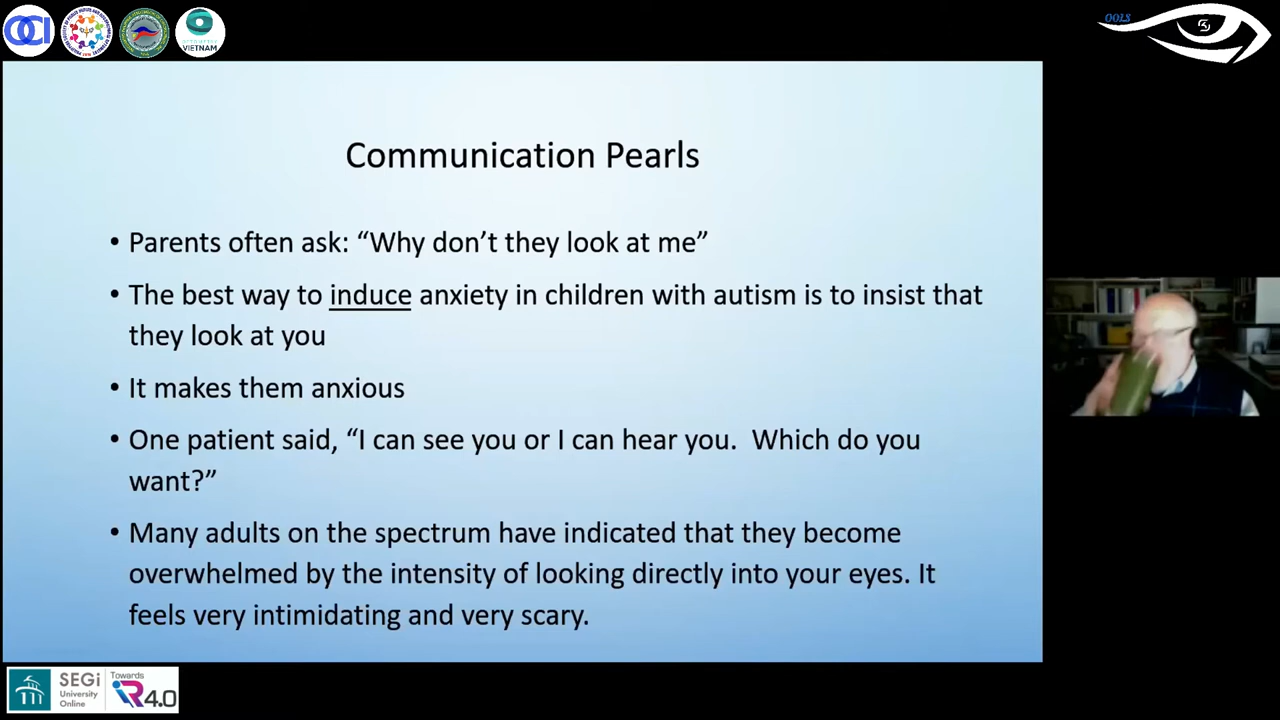 OCI
VIETNAM
OOLS
Communication Pearls
• Parents often ask: “Why don’t they look at me”
• The best way to induce anxiety in children with autism is to insist that
they look at you
• It makes them anxious
• One patient said, “I can see you or I can hear you.  Which do you
want?”
• Many adults on the spectrum have indicated that they become
overwhelmed by the intensity of looking directly into your eyes. It
feels very intimidating and very scary.
SEGi
University
Online
Towards
iR4.0